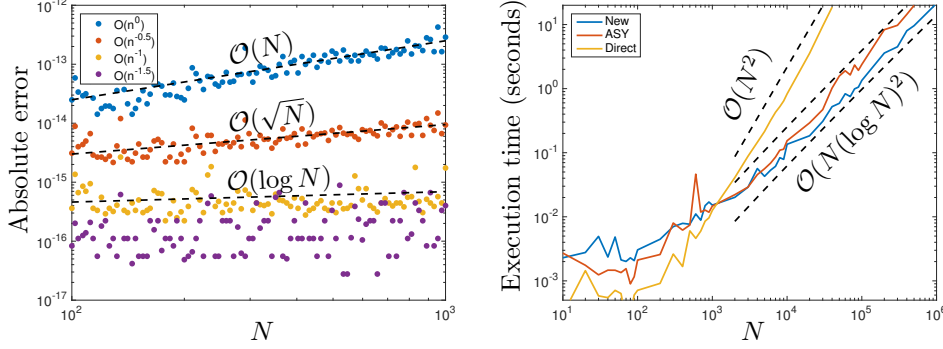 10^-12
10^-13
10^-14
10^-15
10^-16
10^-17
Absolute error
O(n^0)
O(n^-0.5)
O(n^-1)
O(n^-1.5)
𝒪(N)
𝒪(√N)
𝒪(log N)
10^2
10^3
N
10^1
10^0
10^-1
10^-2
10^-3
Execution time (seconds)
New
ASY
Direct
𝒪(N^2)
𝒪(N(log N)^2)
10^1
10^2
10^3
10^4
10^5
10^6
N